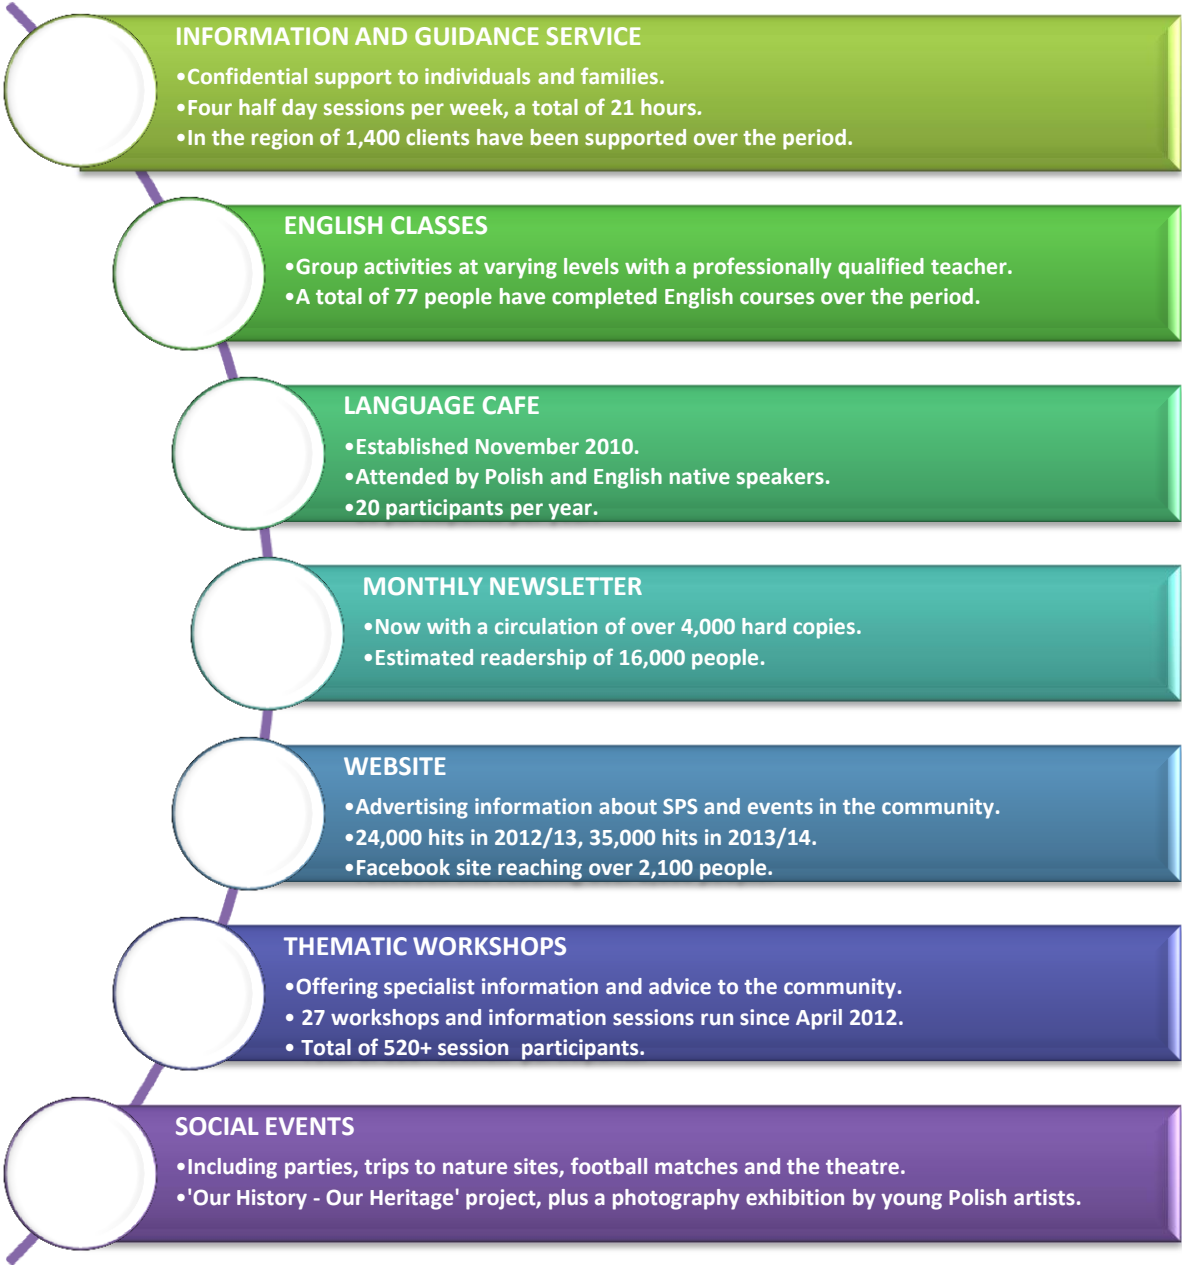 INFORMATION AND GUIDANCE SERVICE
•Confidential support to individuals and families.
•Four half day sessions per week, a total of 21 hours.
•In the region of 1,400 clients have been supported over the period.
ENGLISH CLASSES
•Group activities at varying levels with a professionally qualified teacher.
•A total of 77 people have completed English courses over the period.
LANGUAGE CAFE
•Established November 2010.
•Attended by Polish and English native speakers.
•20 participants per year.
MONTHLY NEWSLETTER
•Now with a circulation of over 4,000 hard copies.
•Estimated readership of 16,000 people.
WEBSITE
•Advertising information about SPS and events in the community.
•24,000 hits in 2012/13, 35,000 hits in 2013/14.
•Facebook site reaching over 2,100 people.
THEMATIC WORKSHOPS
•Offering specialist information and advice to the community.
• 27 workshops and information sessions run since April 2012.
• Total of 520+ session  participants.
SOCIAL EVENTS
•Including parties, trips to nature sites, football matches and the theatre.
•'Our History - Our Heritage' project, plus a photography exhibition by young Polish artists.